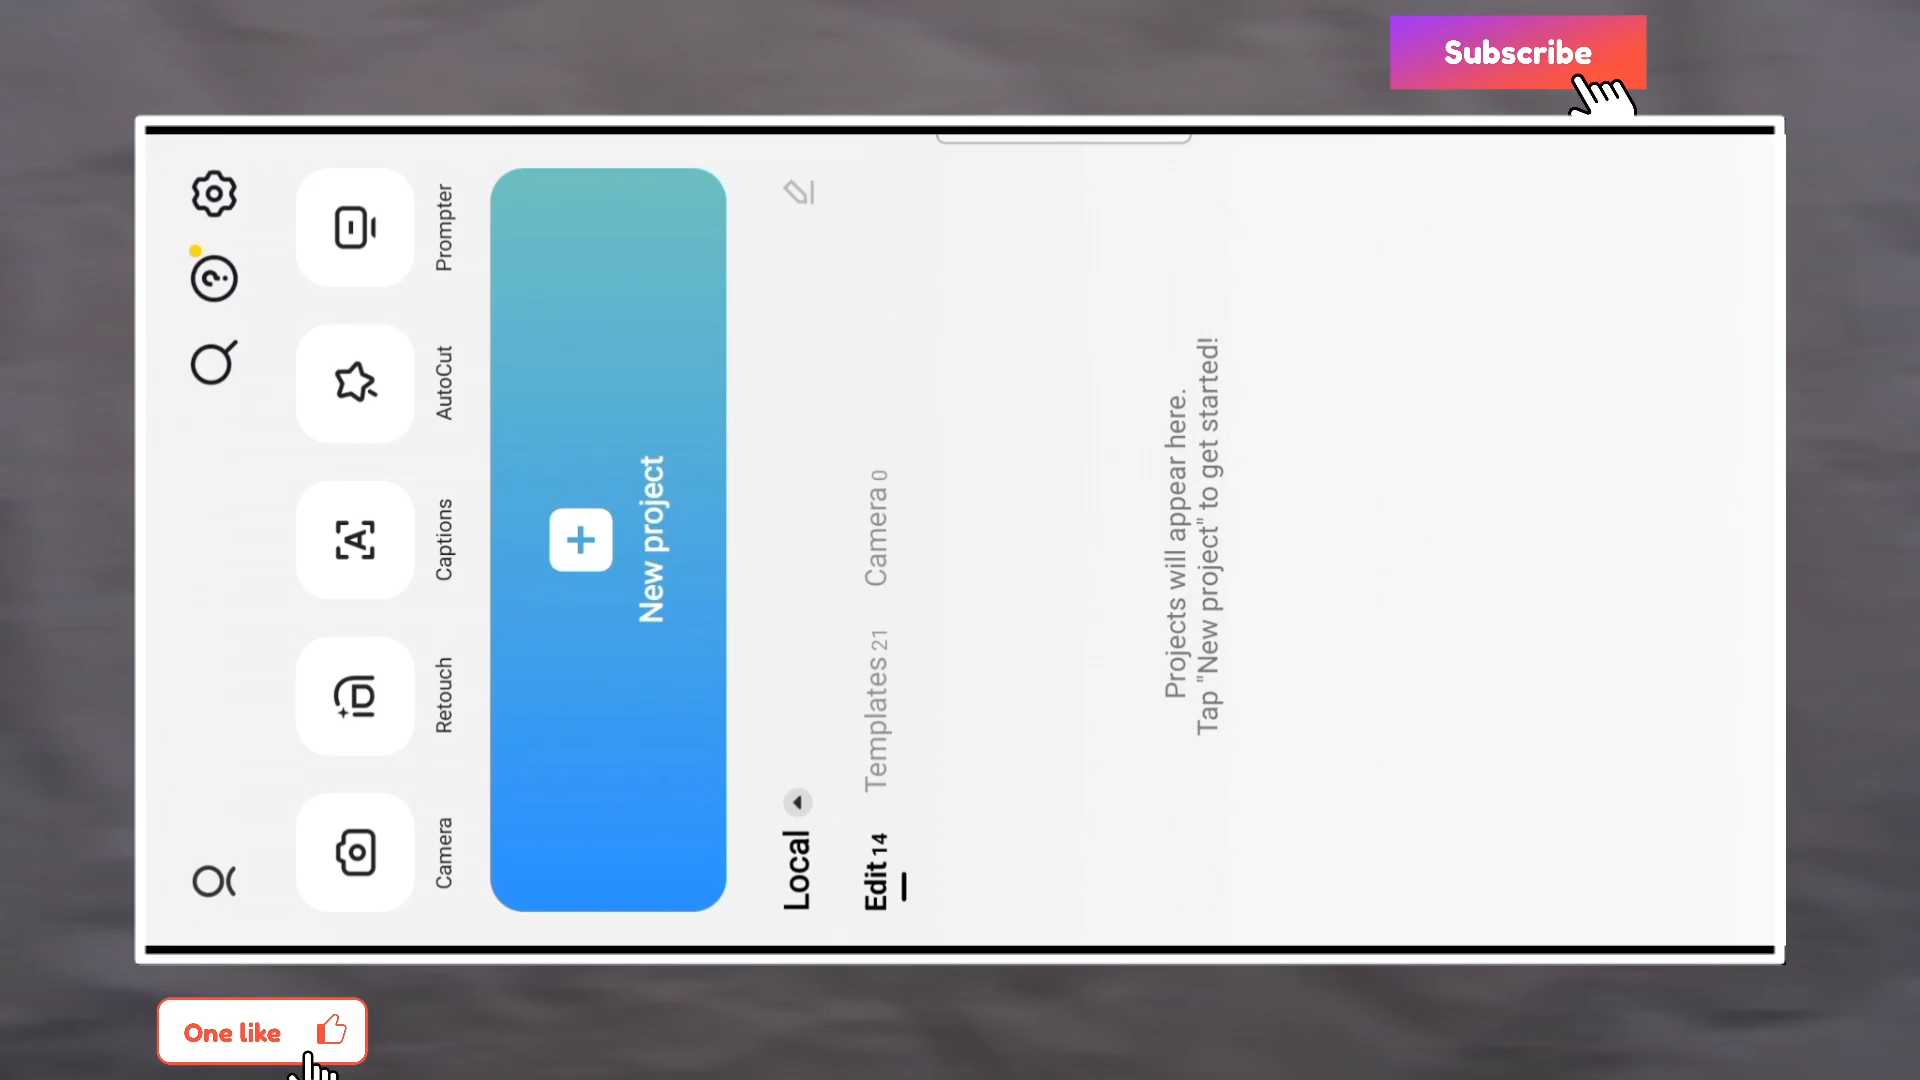 Subscribe
Camera
Retouch
Captions
AutoCut
Prompter
New project
Local
Edit 14
Templates 21
Camera 0
Projects will appear here.
Tap "New project" to get started!
One like